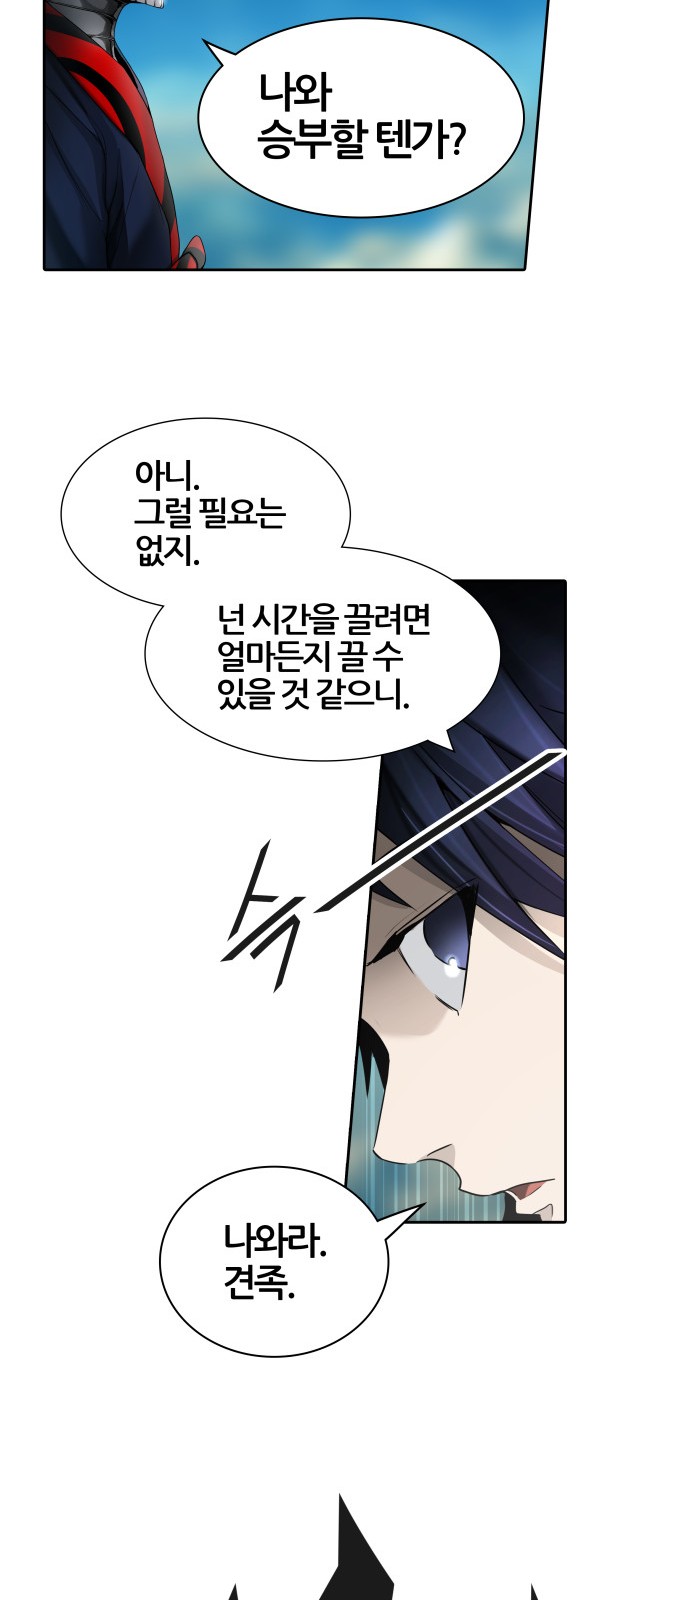 나와
승부할 텐가?
아니.
그럴 필요는
없지.
넌 시간을 끌려면
얼마든지 끌 수
있을 것 같으니.
스
나와라.
견족.